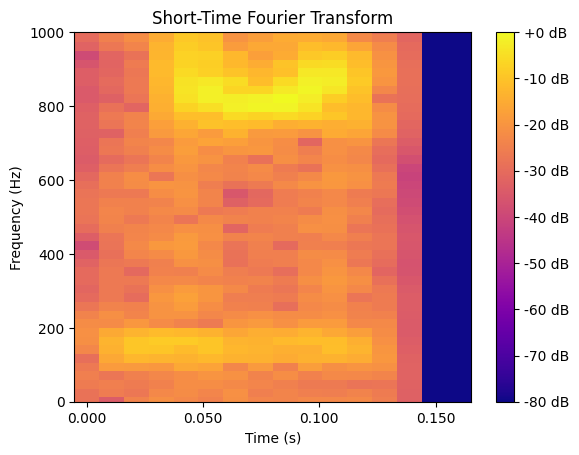 Short-Time Fourier Transform
1000
800
600
400
200
0
Frequency (Hz)
0.000
0.050
0.100
0.150
Time (s)
+0 dB
-10 dB
-20 dB
-30 dB
-40 dB
-50 dB
-60 dB
-70 dB
-80 dB